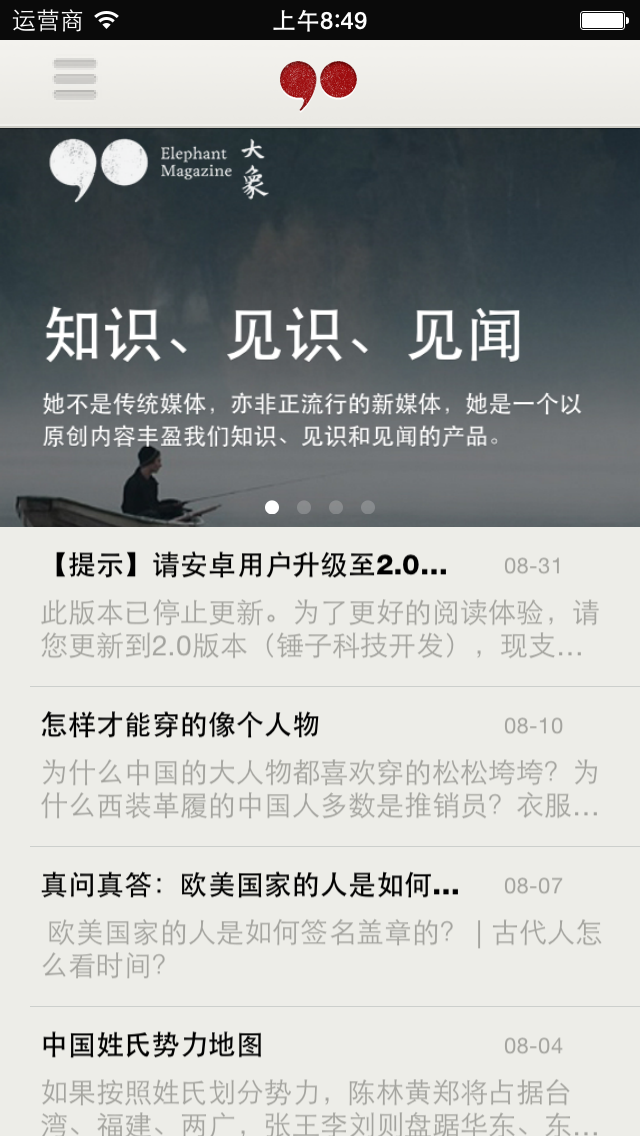 运营商
上午8:49
Elephant
Magazine
大象
知识、见识、见闻
她不是传统媒体，亦非正流行的新媒体，她是一个以
原创内容丰盈我们知识、见识和见闻的产品。
【提示】请安卓用户升级至2.0...
08-31
此版本已停止更新。为了更好的阅读体验，请
您更新到2.0版本（锤子科技开发），现支...
怎样才能穿的像个人物
08-10
为什么中国的大人物都喜欢穿的松松垮垮？为
什么西装革履的中国人多数是推销员？衣服...
真问真答：欧美国家的人是如何...
08-07
欧美国家的人是如何签名盖章的？ | 古代人怎
么看时间？
中国姓氏势力地图
08-04
如果按照姓氏划分势力，陈林黄郑将占据台
湾、福建、两广，张王李刘则盘踞华东、东...